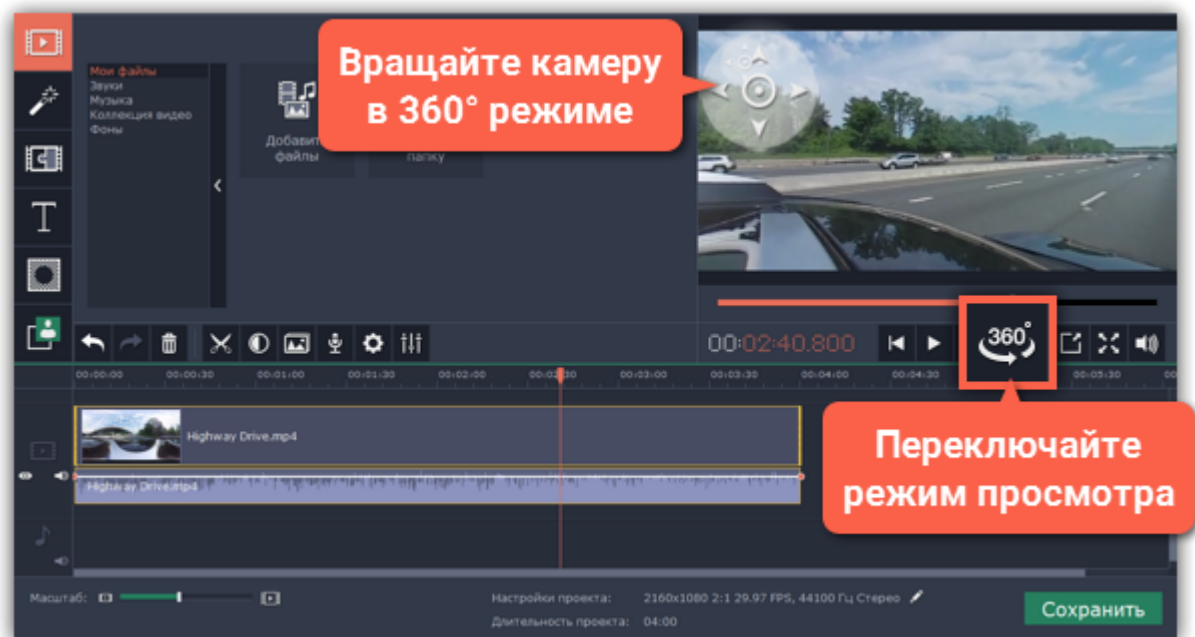 Вращайте камеру
в 360° режиме
Мои файлы
Звуки
Музыка
Коллекция видео
Фоны
файлы
папку
00:02:40.800
360°
00:00:00 00:00:30 00:01:00 00:01:30 00:02:00 00:03:00 00:03:30 00:04:00 00:04:30 00:05:30
Highway Drive.mp4
Highway Drive.mp4
Переключайте
режим просмотра
Масштаб:
Настройки проекта: 2160x1080 2:1 29.97 FPS, 44100 Гц Стерео
Длительность проекта: 04:00
Сохранить